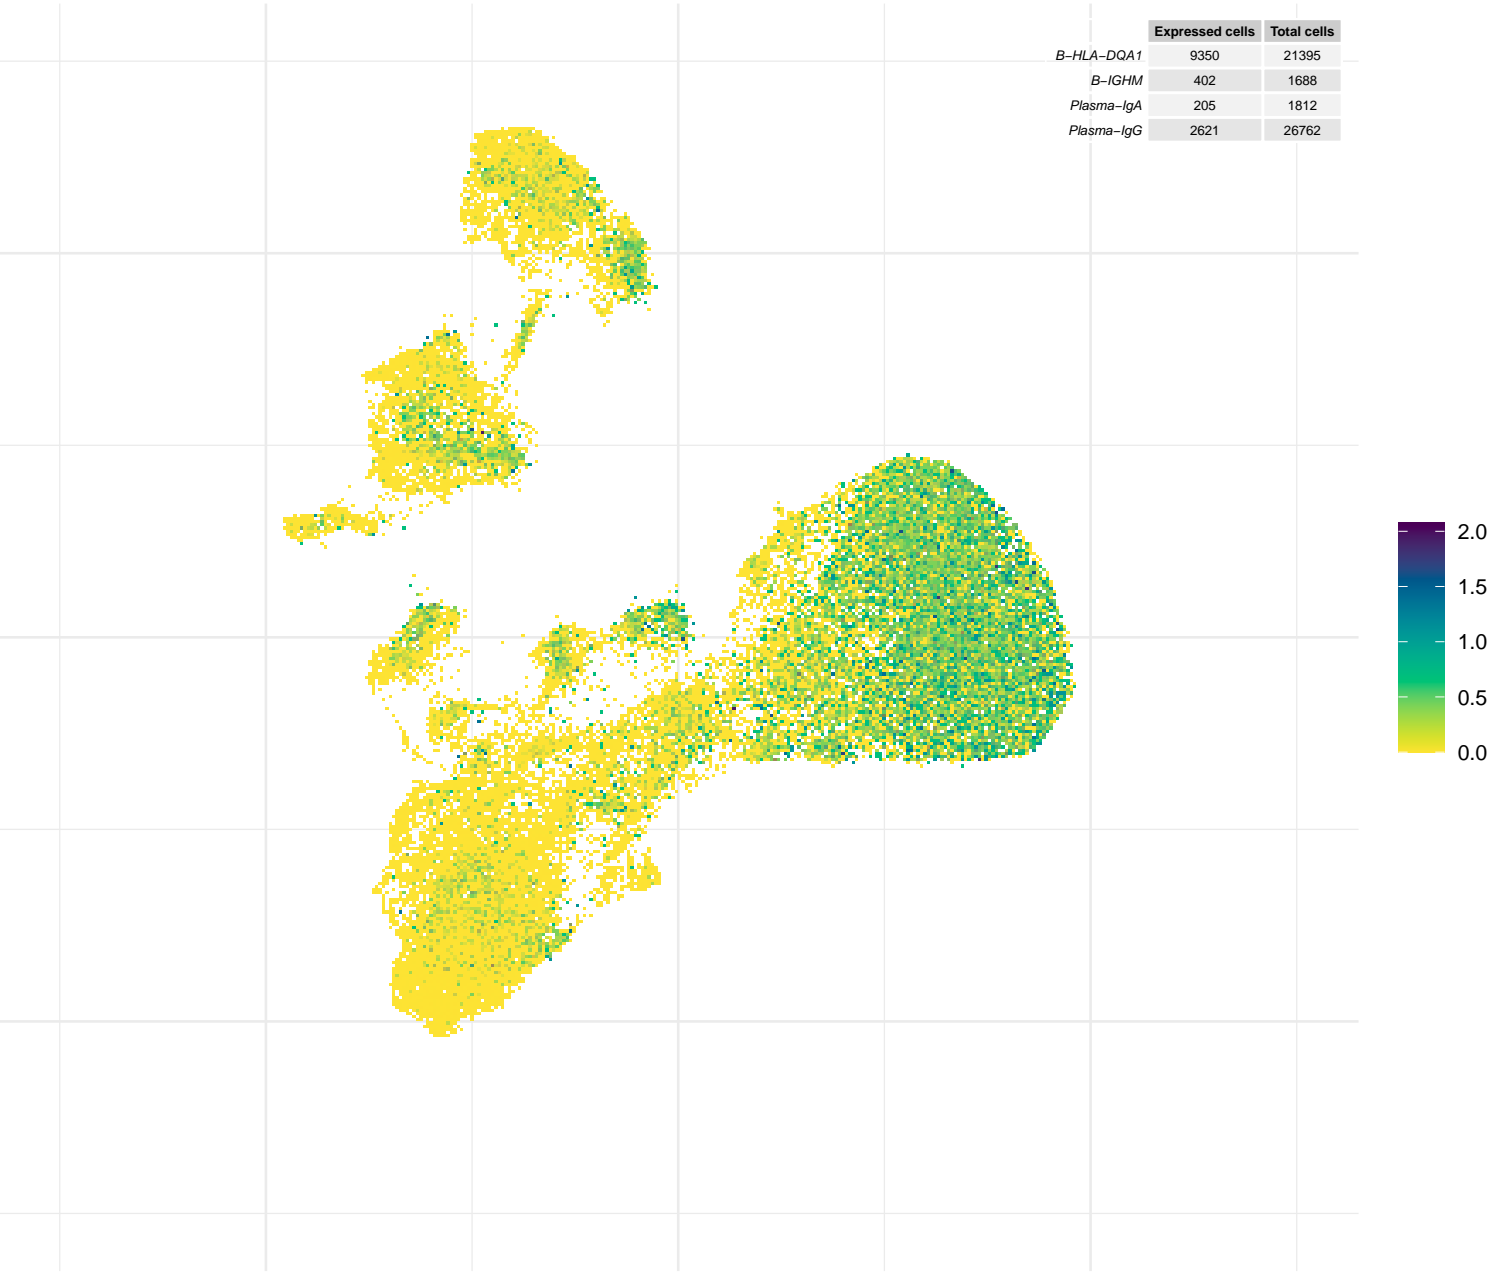 Expressed cells Total cells
B−HLA−DQA1 9350 21395
B−IGHM 402 1688
Plasma−IgA 205 1812
Plasma−IgG 2621 26762
2.0
1.5
1.0
0.5
0.0